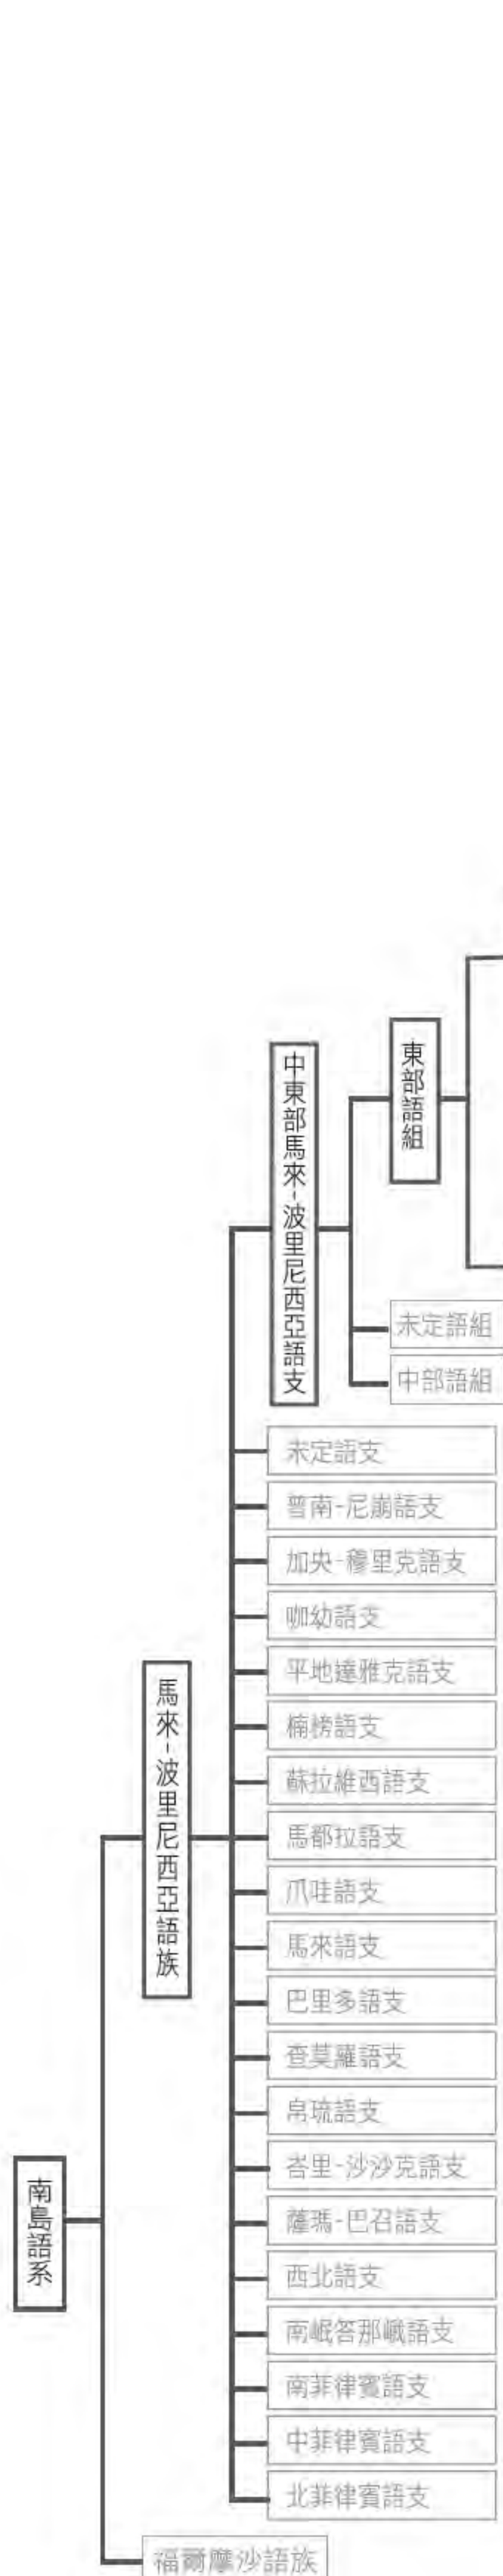 東部語組
中東部馬來-波里尼西亞語支
未定語組
中部語組
未定語支
普南-尼崩語支
加央-穆里克語支
咖幼語支
平地達雅克語支
楠榜語支
蘇拉維西語支
馬來-波里尼西亞語族
馬都拉語支
爪哇語支
馬來語支
巴里多語支
查莫羅語支
帛琉語支
峇里-沙沙克語支
南島語系
薩瑪-巴召語支
西北語支
南岷答那峨語支
南菲律賓語支
中菲律賓語支
北菲律賓語支
福爾摩沙語族